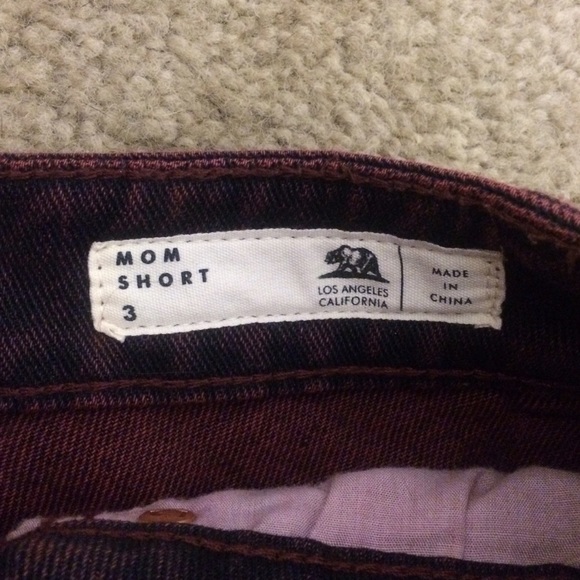 MOM
SHORT
3
LOS ANGELES
CALIFORNIA
MADE
IN
CHINA